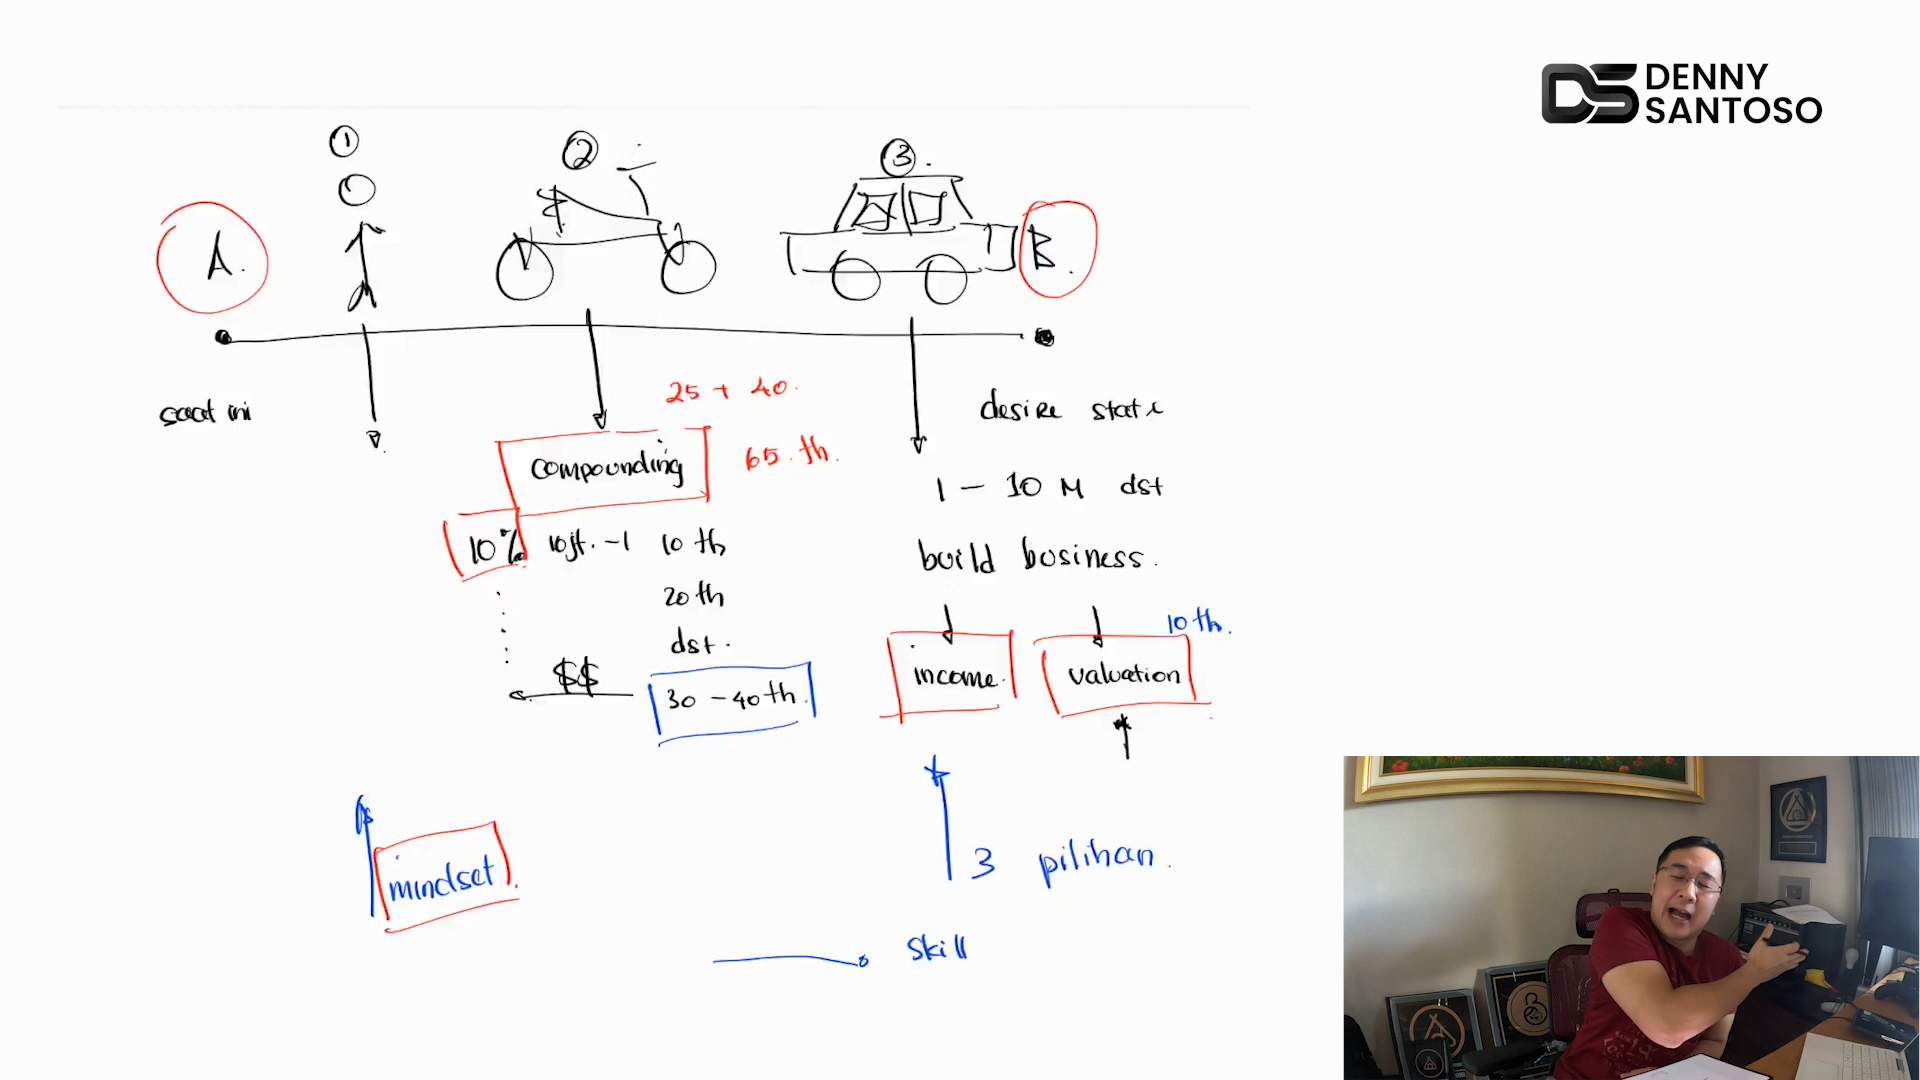 DENNY
SANTOSO
1
2
3.
A.
B.
25 + 40.
saat ini
desire state
compounding
65 th.
1 - 10 M dst
10% 10jt. -1 10 th
build business.
20 th
10 th.
dst.
$$
30 - 40 th.
income.
valuation
mindset.
3 pilihan.
skill